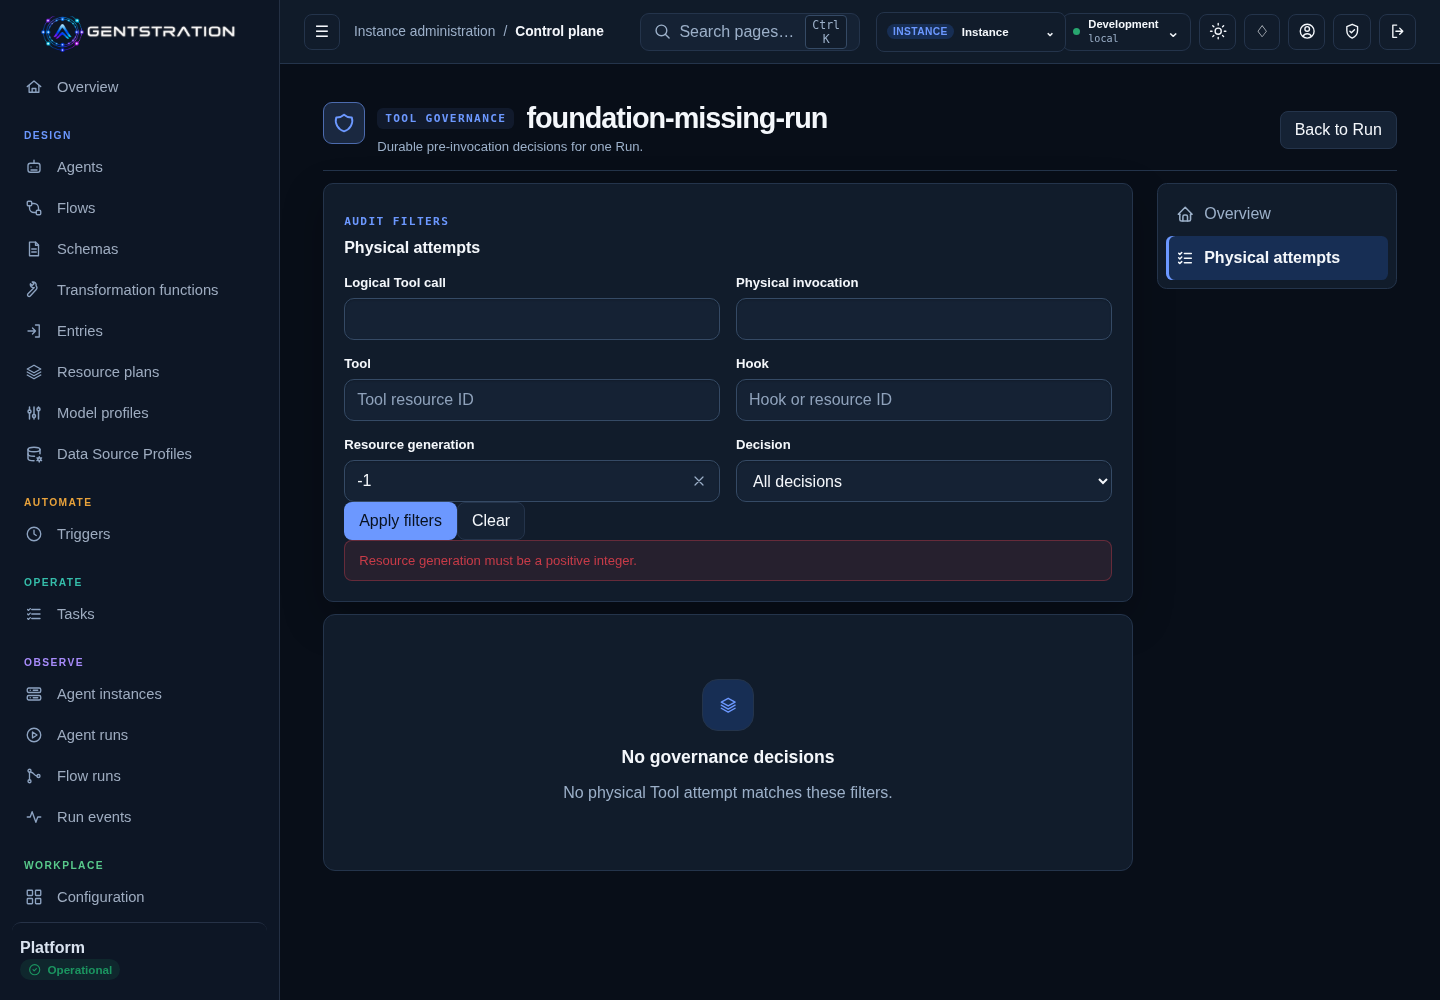 GENTSTRATION
Overview
DESIGN
Agents
Flows
Schemas
Transformation functions
Entries
Resource plans
Model profiles
Data Source Profiles
AUTOMATE
Triggers
OPERATE
Tasks
OBSERVE
Agent instances
Agent runs
Flow runs
Run events
WORKPLACE
Configuration
Platform
Operational
Instance administration / Control plane
Search pages…
Ctrl
K
INSTANCE Instance
Development
local
TOOL GOVERNANCE foundation-missing-run
Durable pre-invocation decisions for one Run.
Back to Run
AUDIT FILTERS
Physical attempts
Logical Tool call
Physical invocation
Tool
Hook
Tool resource ID
Hook or resource ID
Resource generation
Decision
-1
All decisions
Apply filters
Clear
Resource generation must be a positive integer.
No governance decisions
No physical Tool attempt matches these filters.
Overview
Physical attempts